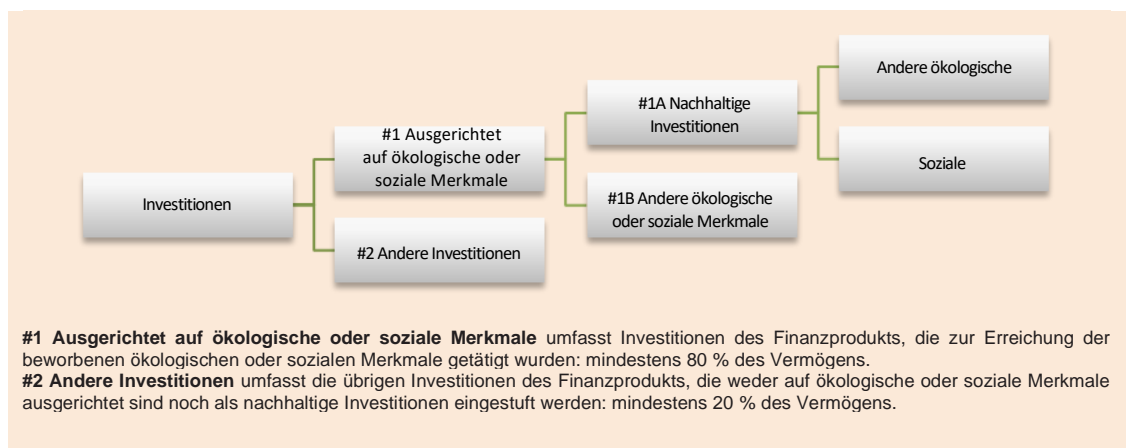 Andere ökologische
#1A Nachhaltige
Investitionen
#1 Ausgerichtet
auf ökologische oder
soziale Merkmale
Soziale
Investitionen
#1B Andere ökologische
oder soziale Merkmale
#2 Andere Investitionen
#1 Ausgerichtet auf ökologische oder soziale Merkmale umfasst Investitionen des Finanzprodukts, die zur Erreichung der
beworbenen ökologischen oder sozialen Merkmale getätigt wurden: mindestens 80 % des Vermögens.
#2 Andere Investitionen umfasst die übrigen Investitionen des Finanzprodukts, die weder auf ökologische oder soziale Merkmale
ausgerichtet sind noch als nachhaltige Investitionen eingestuft werden: mindestens 20 % des Vermögens.